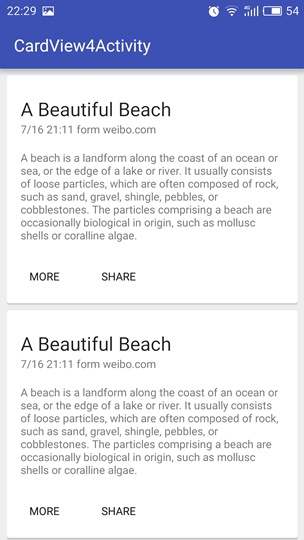 22:29 4G 54
CardView4Activity
A Beautiful Beach
7/16 21:11 form weibo.com
A beach is a landform along the coast of an ocean or
sea, or the edge of a lake or river. It usually consists
of loose particles, which are often composed of rock,
such as sand, gravel, shingle, pebbles, or
cobblestones. The particles comprising a beach are
occasionally biological in origin, such as mollusc
shells or coralline algae.
MORE SHARE
A Beautiful Beach
7/16 21:11 form weibo.com
A beach is a landform along the coast of an ocean or
sea, or the edge of a lake or river. It usually consists
of loose particles, which are often composed of rock,
such as sand, gravel, shingle, pebbles, or
cobblestones. The particles comprising a beach are
occasionally biological in origin, such as mollusc
shells or coralline algae.
MORE SHARE